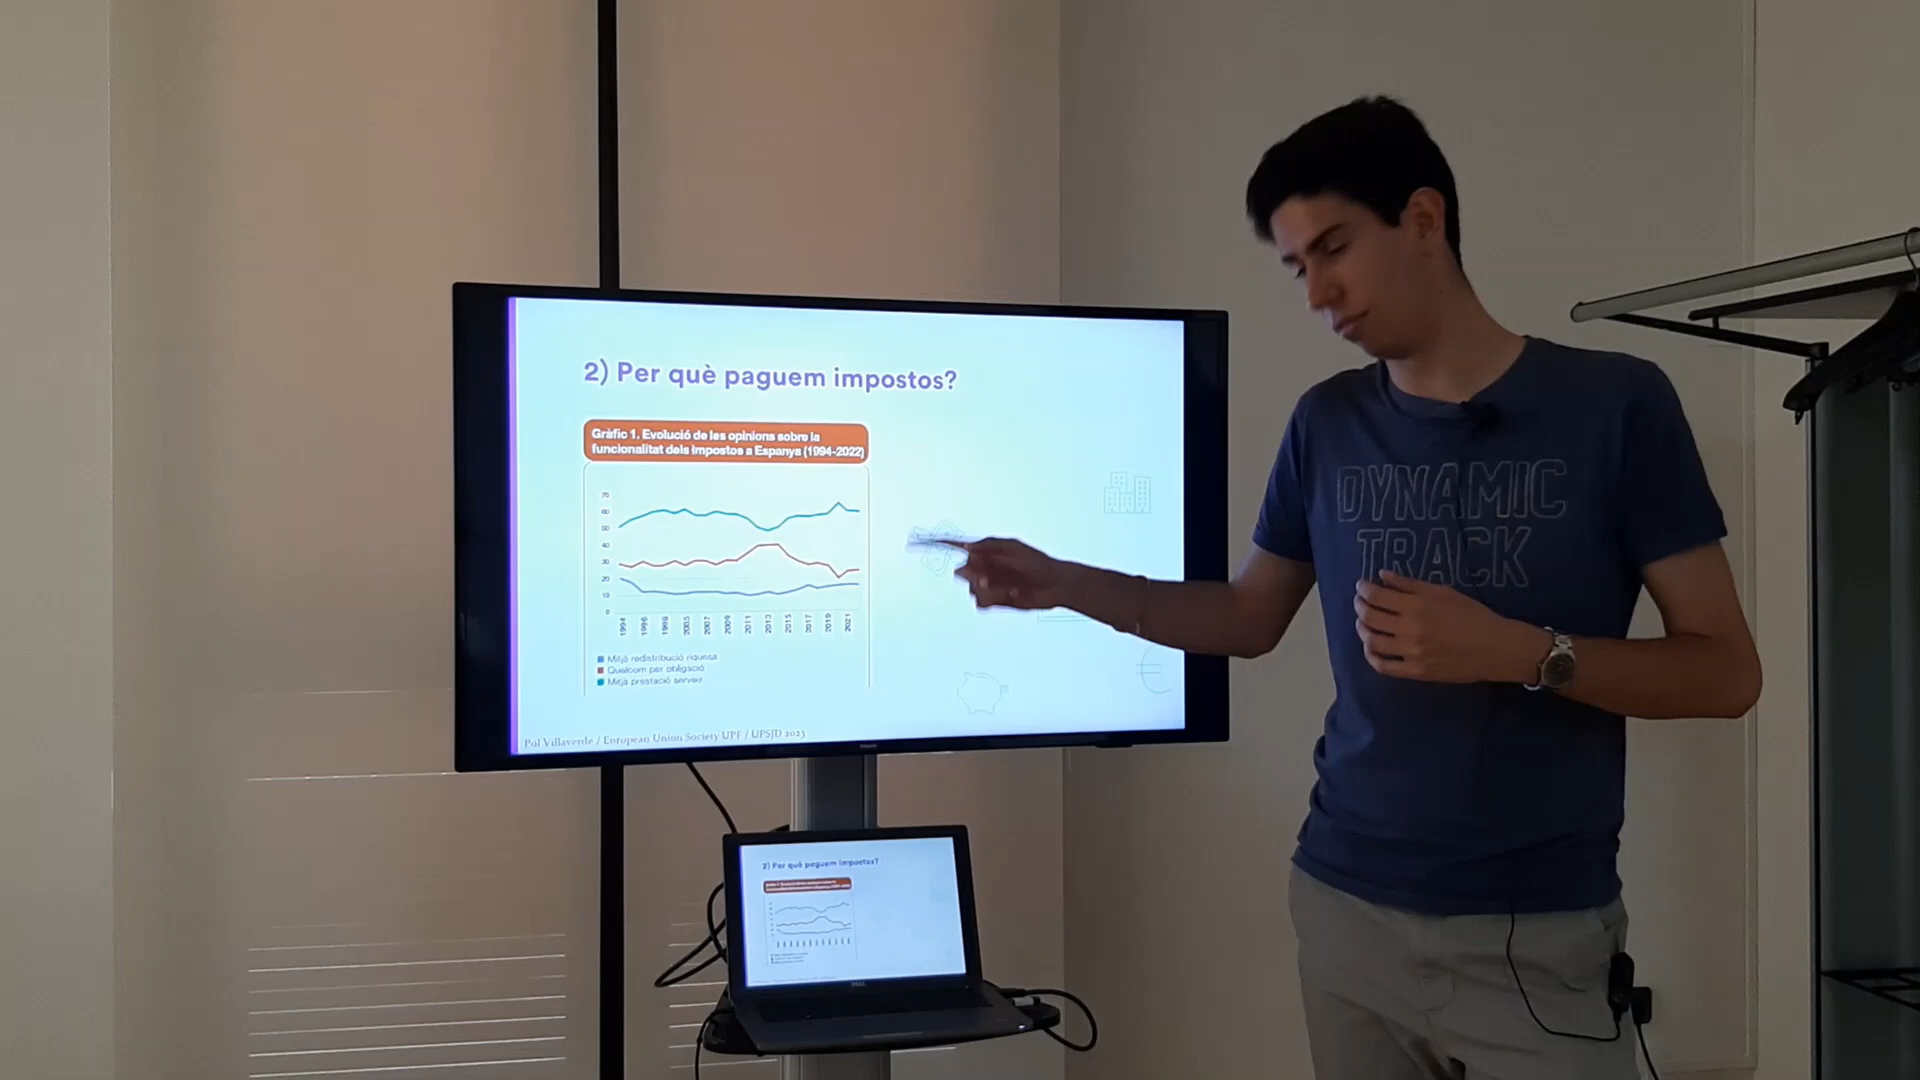 2) Per què paguem impostos?
Gràfic 1. Evolució de les opinions sobre la
funcionalitat dels impostos a Espanya (1994-2022)
70
60
50
40
30
20
10
0
1994
1996
1998
2005
2007
2009
2011
2013
2015
2017
2019
2021
Mitjà redistribució riquesa
Qualcom per obligació
Mitjà prestació serveis
Pol Villaverde / European Union Society UPF / UPSJD 2023
DYNAMIC
TRACK
2) Per què paguem impostos?
DELL